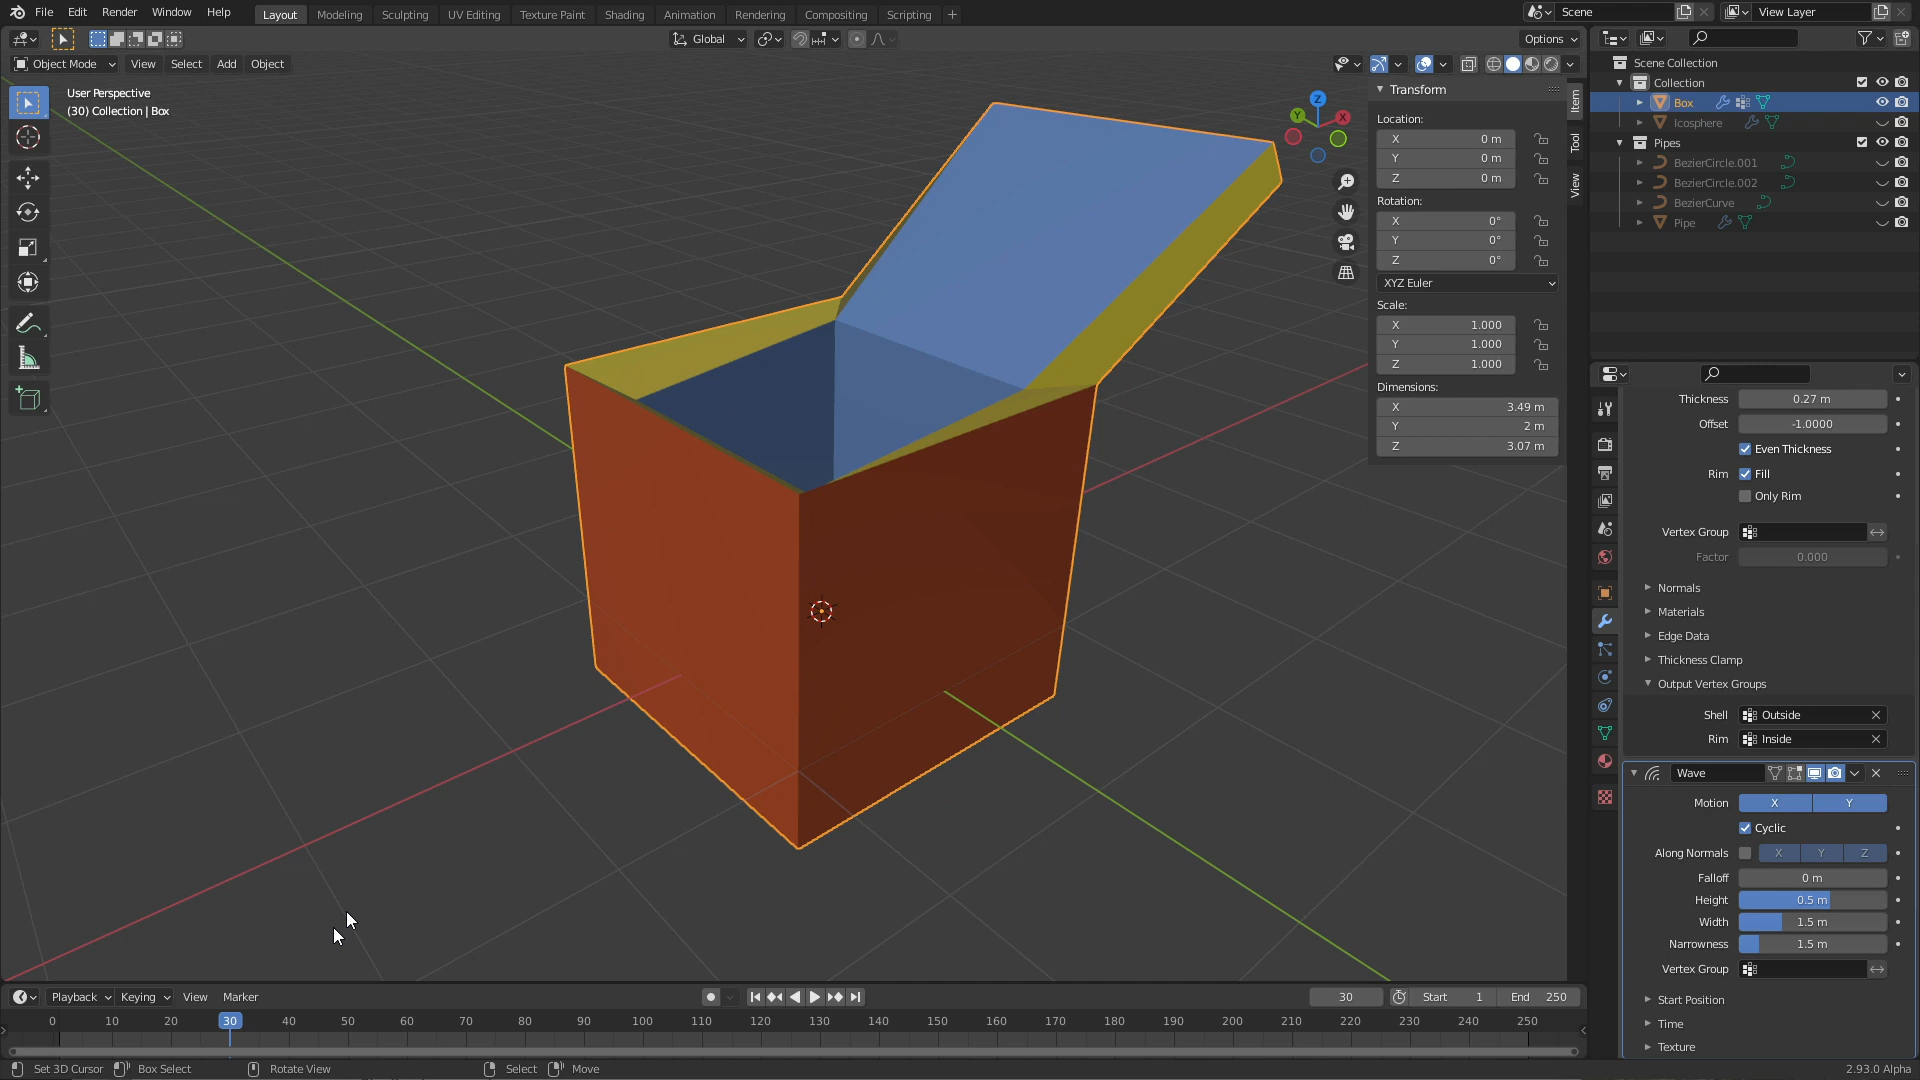 File Edit Render Window Help Layout Modeling Sculpting UV Editing Texture Paint Shading Animation Rendering Compositing Scripting + Scene View Layer
Global Options
Object Mode View Select Add Object
User Perspective
(30) Collection | Box
Z
Y
X
Transform
Location:
X 0 m
Y 0 m
Z 0 m
Rotation:
X 0°
Y 0°
Z 0°
XYZ Euler
Scale:
X 1.000
Y 1.000
Z 1.000
Dimensions:
X 3.49 m
Y 2 m
Z 3.07 m
Item
Tool
View
Scene Collection
Collection
Box
Icosphere
Pipes
BezierCircle.001
BezierCircle.002
BezierCurve
Pipe
Thickness 0.27 m
Offset -1.0000
Even Thickness
Rim Fill
Only Rim
Vertex Group
Factor 0.000
Normals
Materials
Edge Data
Thickness Clamp
Output Vertex Groups
Shell Outside
Rim Inside
Wave
Motion X Y
Cyclic
Along Normals X Y Z
Falloff 0 m
Height 0.5 m
Width 1.5 m
Narrowness 1.5 m
Vertex Group
Start Position
Time
Texture
Playback Keying View Marker 30 Start 1 End 250
0 10 20 30 40 50 60 70 80 90 100 110 120 130 140 150 160 170 180 190 200 210 220 230 240 250
Set 3D Cursor Box Select Rotate View Select Move 2.93.0 Alpha